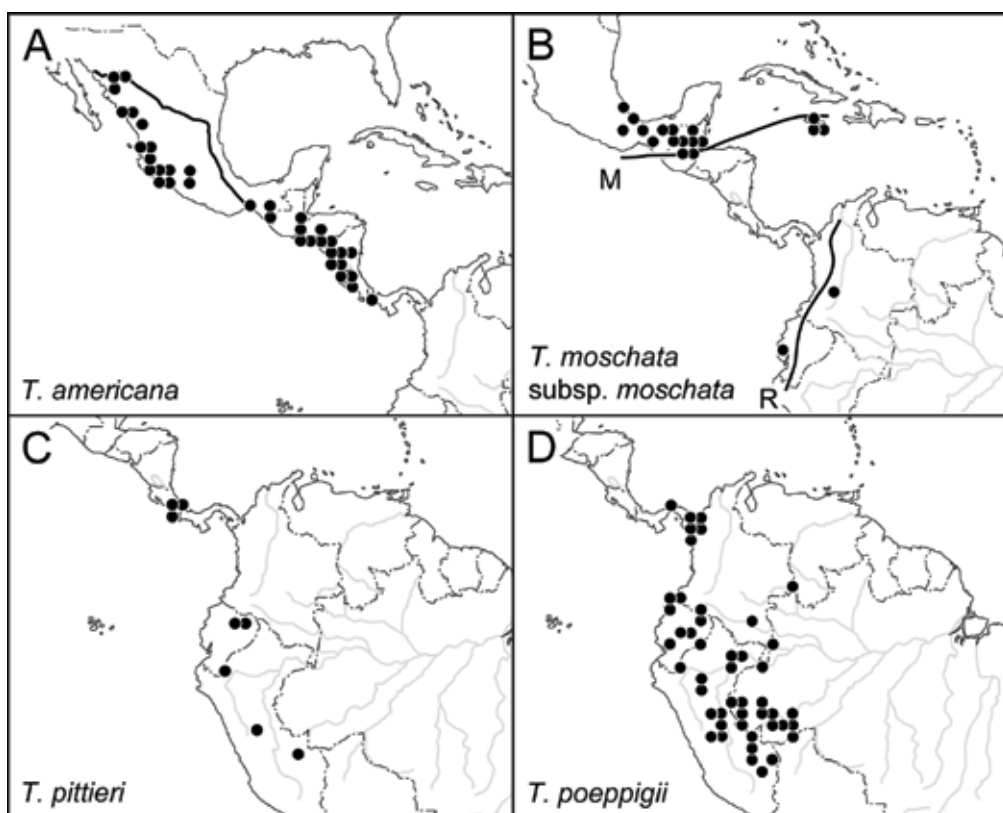 A
T. americana
B
M
T. moschata
subsp. moschata
R
C
T. pittieri
D
T. poeppigii